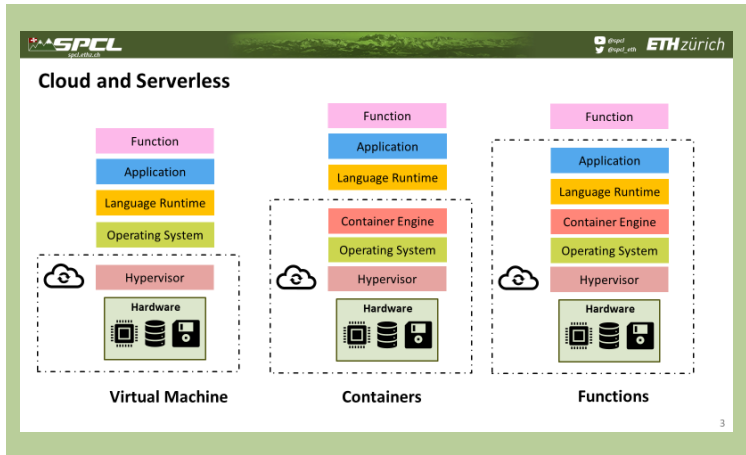 SPCL
spcl.ethz.ch
@spcl
@spcl_eth
ETH zürich
Cloud and Serverless
Function
Application
Language Runtime
Operating System
Hypervisor
Hardware
Virtual Machine
Function
Application
Language Runtime
Container Engine
Operating System
Hypervisor
Hardware
Containers
Function
Application
Language Runtime
Container Engine
Operating System
Hypervisor
Hardware
Functions
3